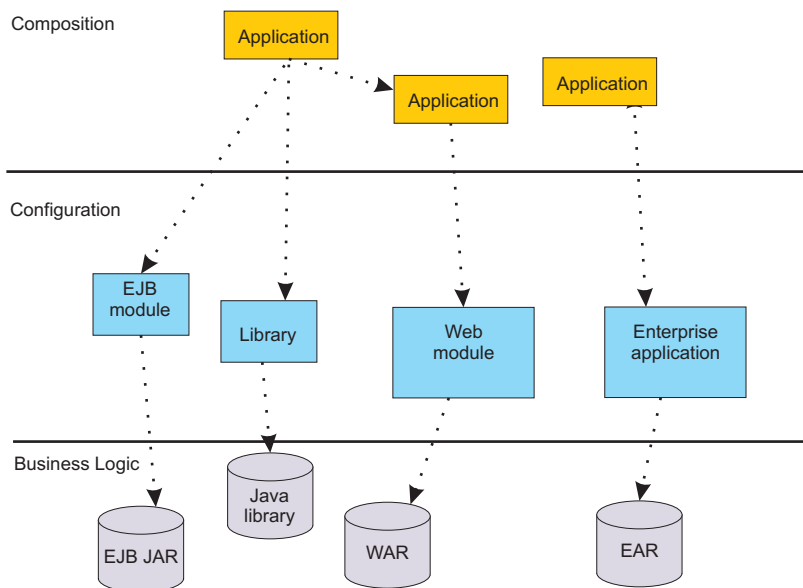 Composition
Application
Application
Application
Configuration
EJB
module
Library
Web
module
Enterprise
application
Business Logic
Java
library
EJB JAR
WAR
EAR